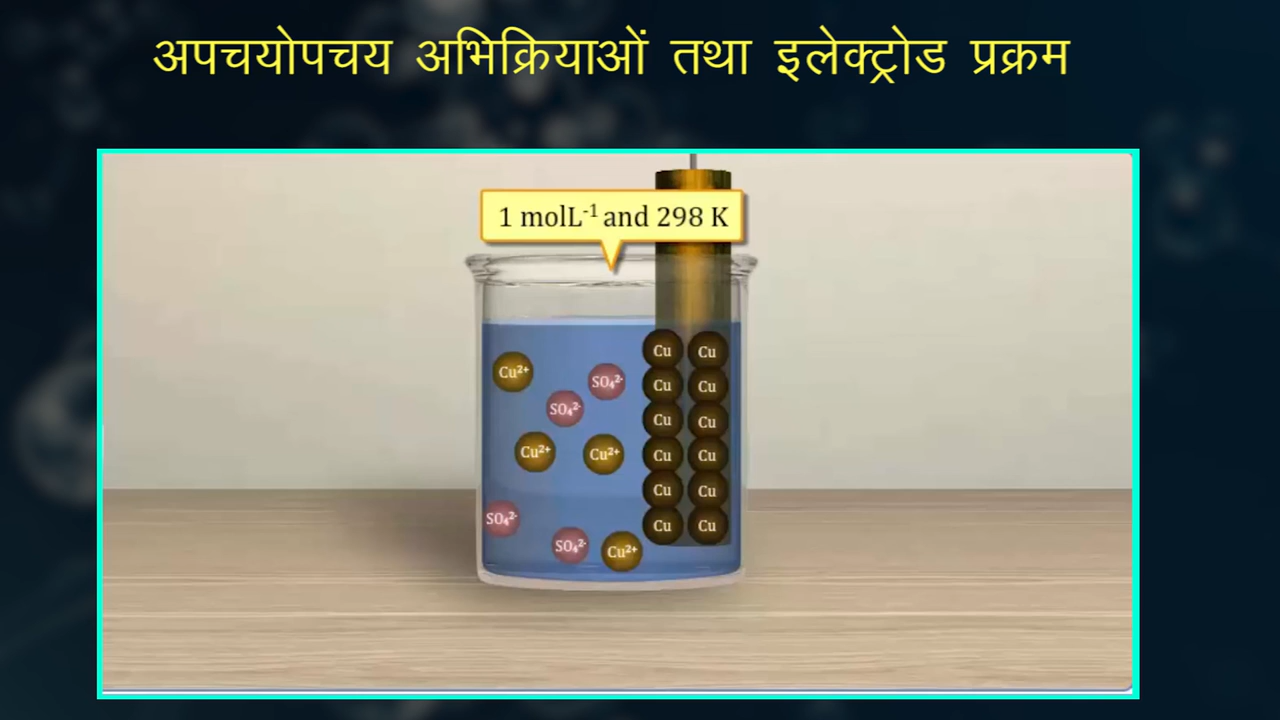 अपचयोपचय अभिक्रियाओं तथा इलेक्ट्रोड प्रक्रम
1 molL⁻¹ and 298 K
Cu Cu
Cu²⁺ SO₄²⁻ Cu Cu
SO₄²⁻ Cu Cu
Cu²⁺ Cu²⁺ Cu Cu
SO₄²⁻ Cu Cu
SO₄²⁻ Cu²⁺ Cu Cu